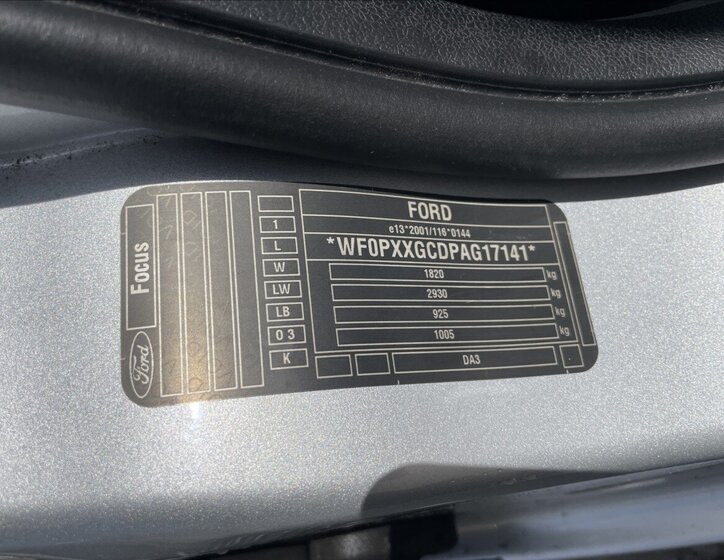 Focus
Ford
1
L
W
LW
LB
0 3
K
FORD
e13*2001/116*0144
*WF0PXXGCDPAG17141*
1820 kg
2930 kg
925 kg
1005 kg
DA3